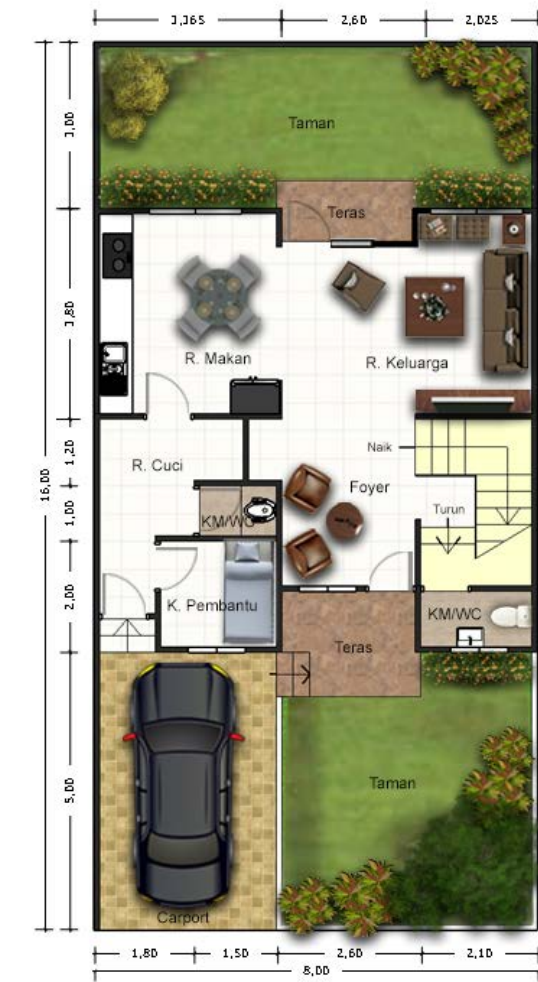 3,365
2,60
2,025
3,00
Taman
Teras
3,80
R. Makan
R. Keluarga
16,00
1,20
Naik
R. Cuci
Foyer
1,00
KM/WC
Turun
2,00
K. Pembantu
KM/WC
Teras
5,00
Taman
Carport
1,80
1,50
2,60
2,10
8,00